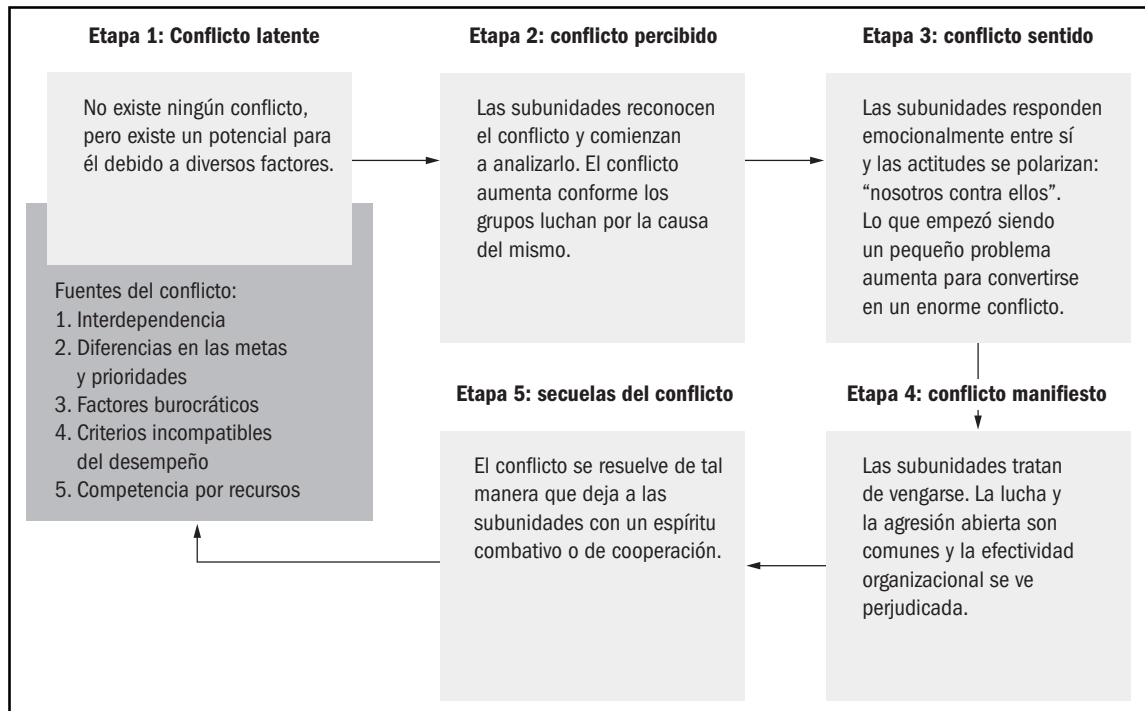 Etapa 1: Conflicto latente
No existe ningún conflicto,
pero existe un potencial para
él debido a diversos factores.
Fuentes del conflicto:
1. Interdependencia
2. Diferencias en las metas
y prioridades
3. Factores burocráticos
4. Criterios incompatibles
del desempeño
5. Competencia por recursos
Etapa 2: conflicto percibido
Las subunidades reconocen
el conflicto y comienzan
a analizarlo. El conflicto
aumenta conforme los
grupos luchan por la causa
del mismo.
Etapa 3: conflicto sentido
Las subunidades responden
emocionalmente entre sí
y las actitudes se polarizan:
“nosotros contra ellos”.
Lo que empezó siendo
un pequeño problema
aumenta para convertirse
en un enorme conflicto.
Etapa 4: conflicto manifiesto
Las subunidades tratan
de vengarse. La lucha y
la agresión abierta son
comunes y la efectividad
organizacional se ve
perjudicada.
Etapa 5: secuelas del conflicto
El conflicto se resuelve de tal
manera que deja a las
subunidades con un espíritu
combativo o de cooperación.